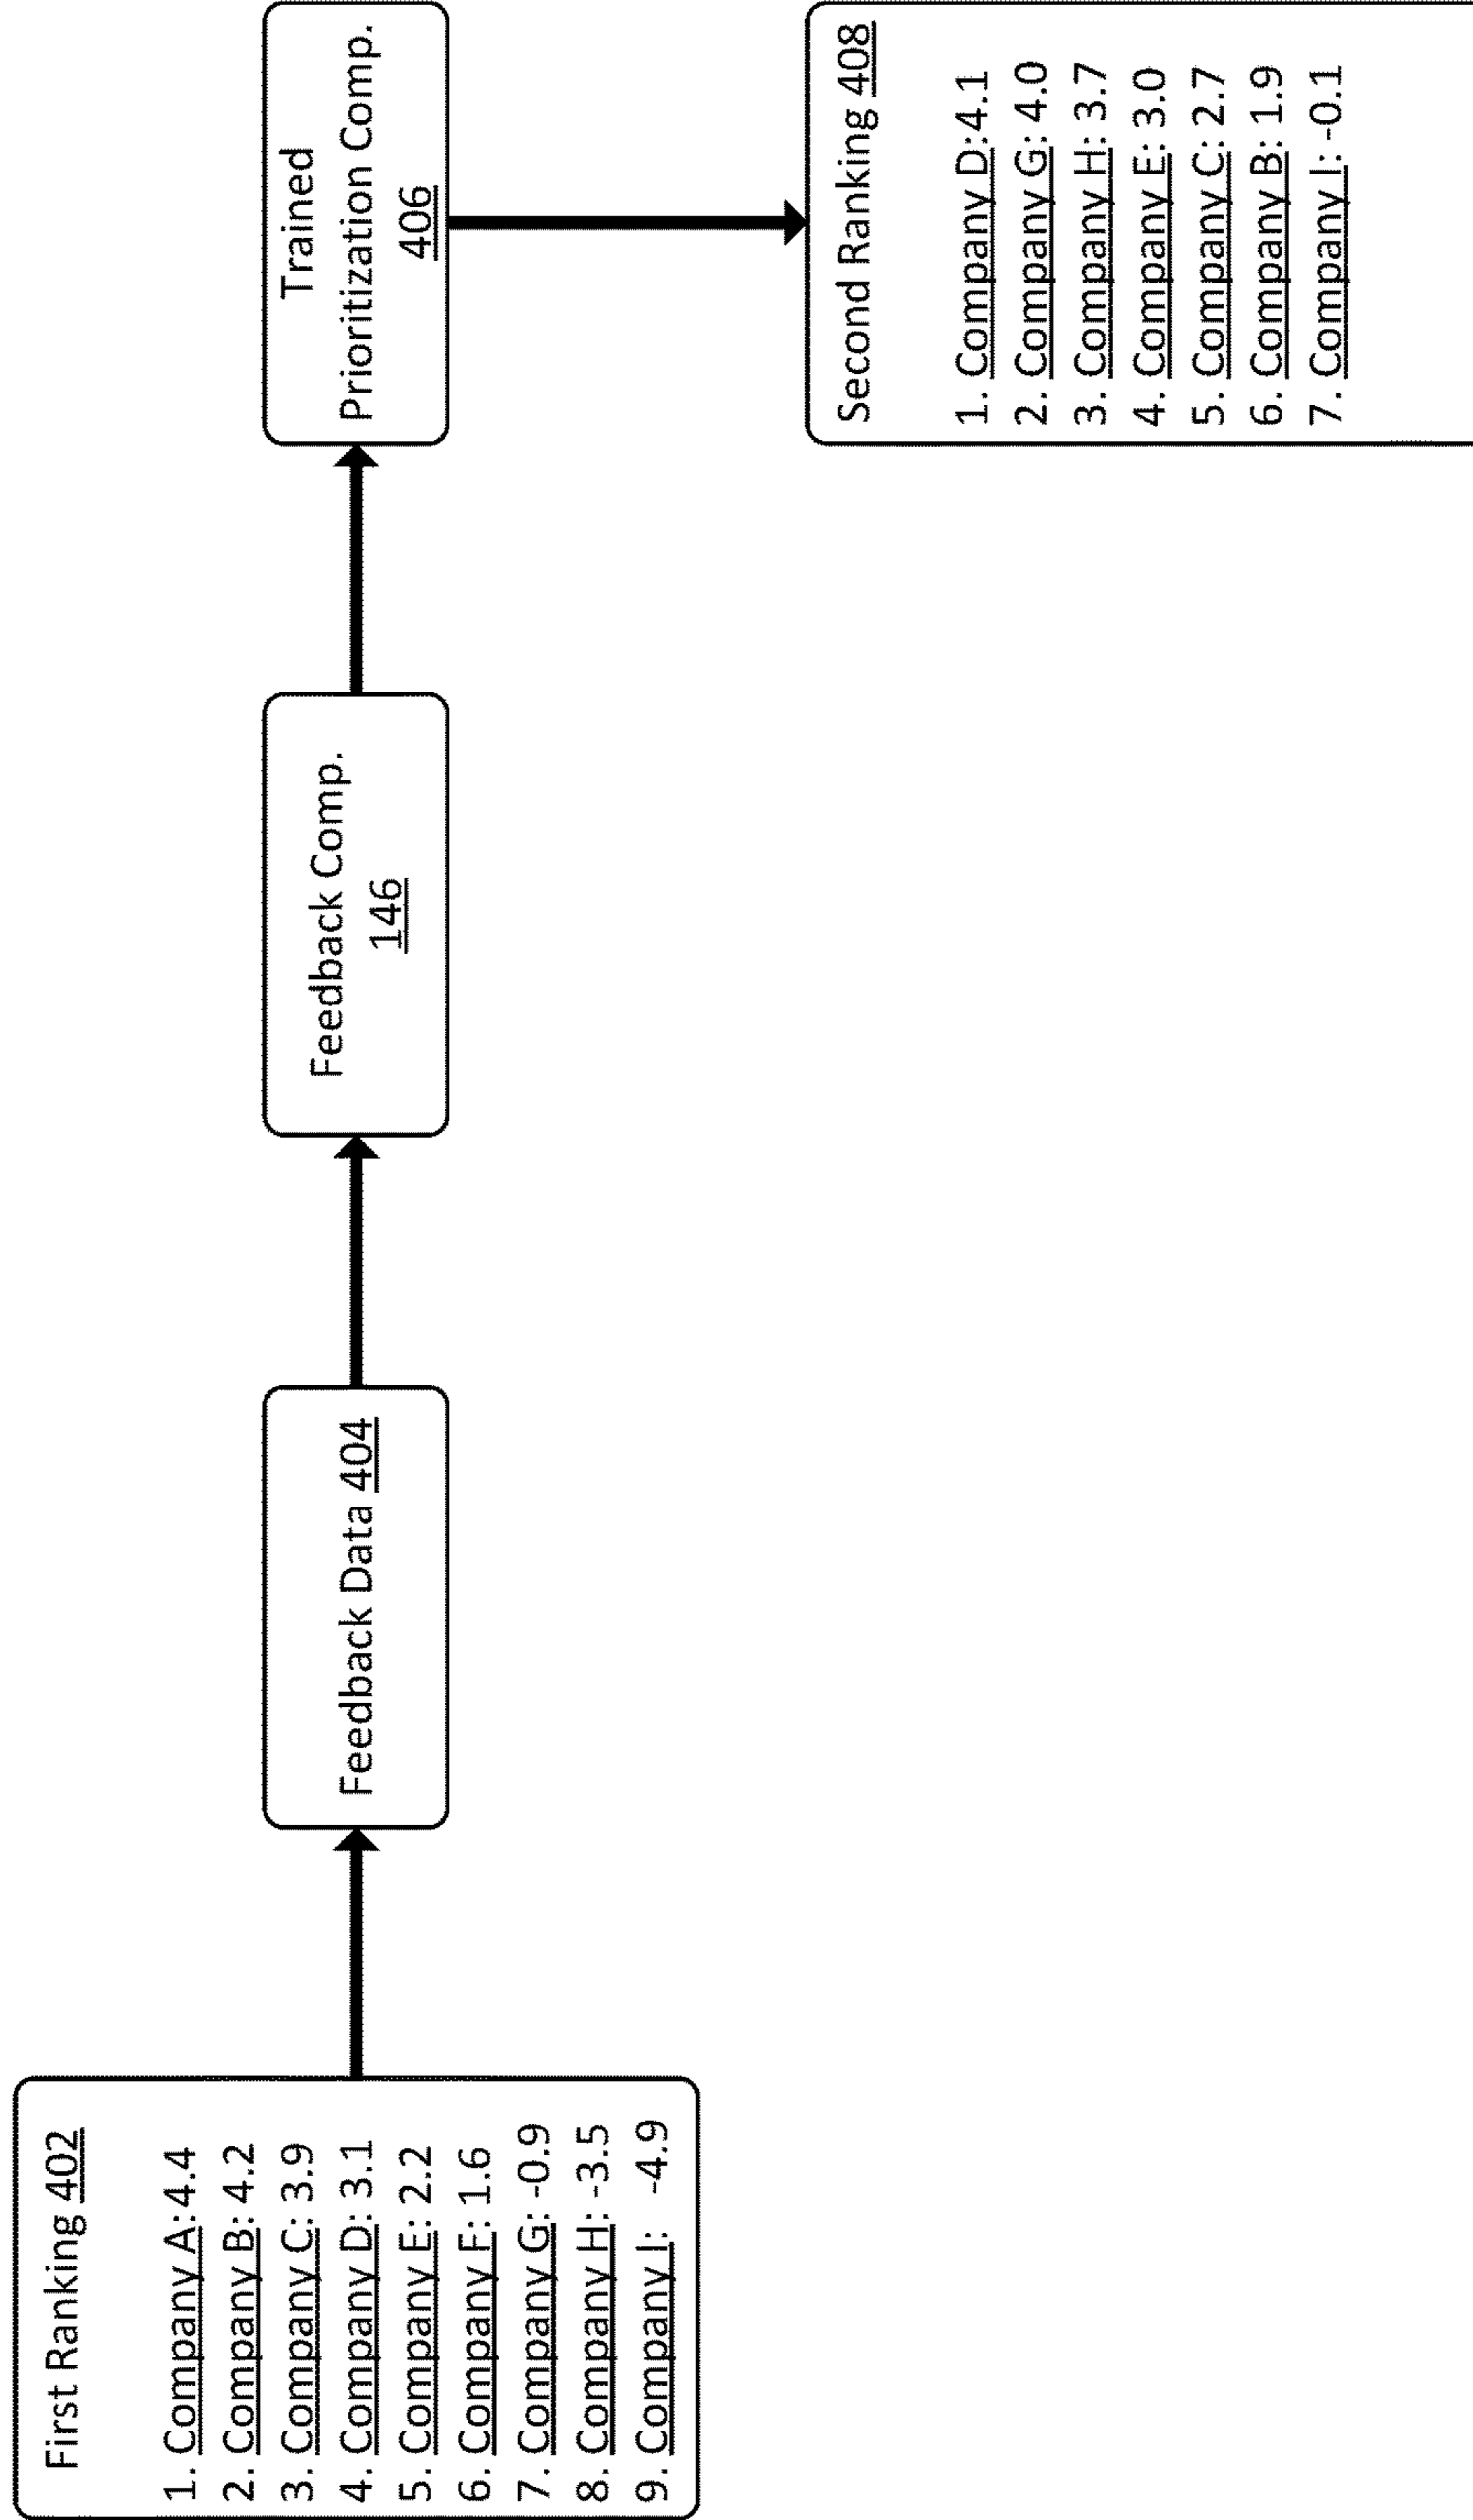 First Ranking 402
1. Company A: 4.4
2. Company B: 4.2
3. Company C: 3.9
4. Company D: 3.1
5. Company E: 2.2
6. Company F: 1.6
7. Company G: -0.9
8. Company H: -3.5
9. Company I: -4.9
Feedback Data 404
Feedback Comp.
146
Trained
Prioritization Comp.
406
Second Ranking 408
1. Company D:4.1
2. Company G: 4.0
3. Company H: 3.7
4. Company E: 3.0
5. Company C: 2.7
6. Company B: 1.9
7. Company I: -0.1